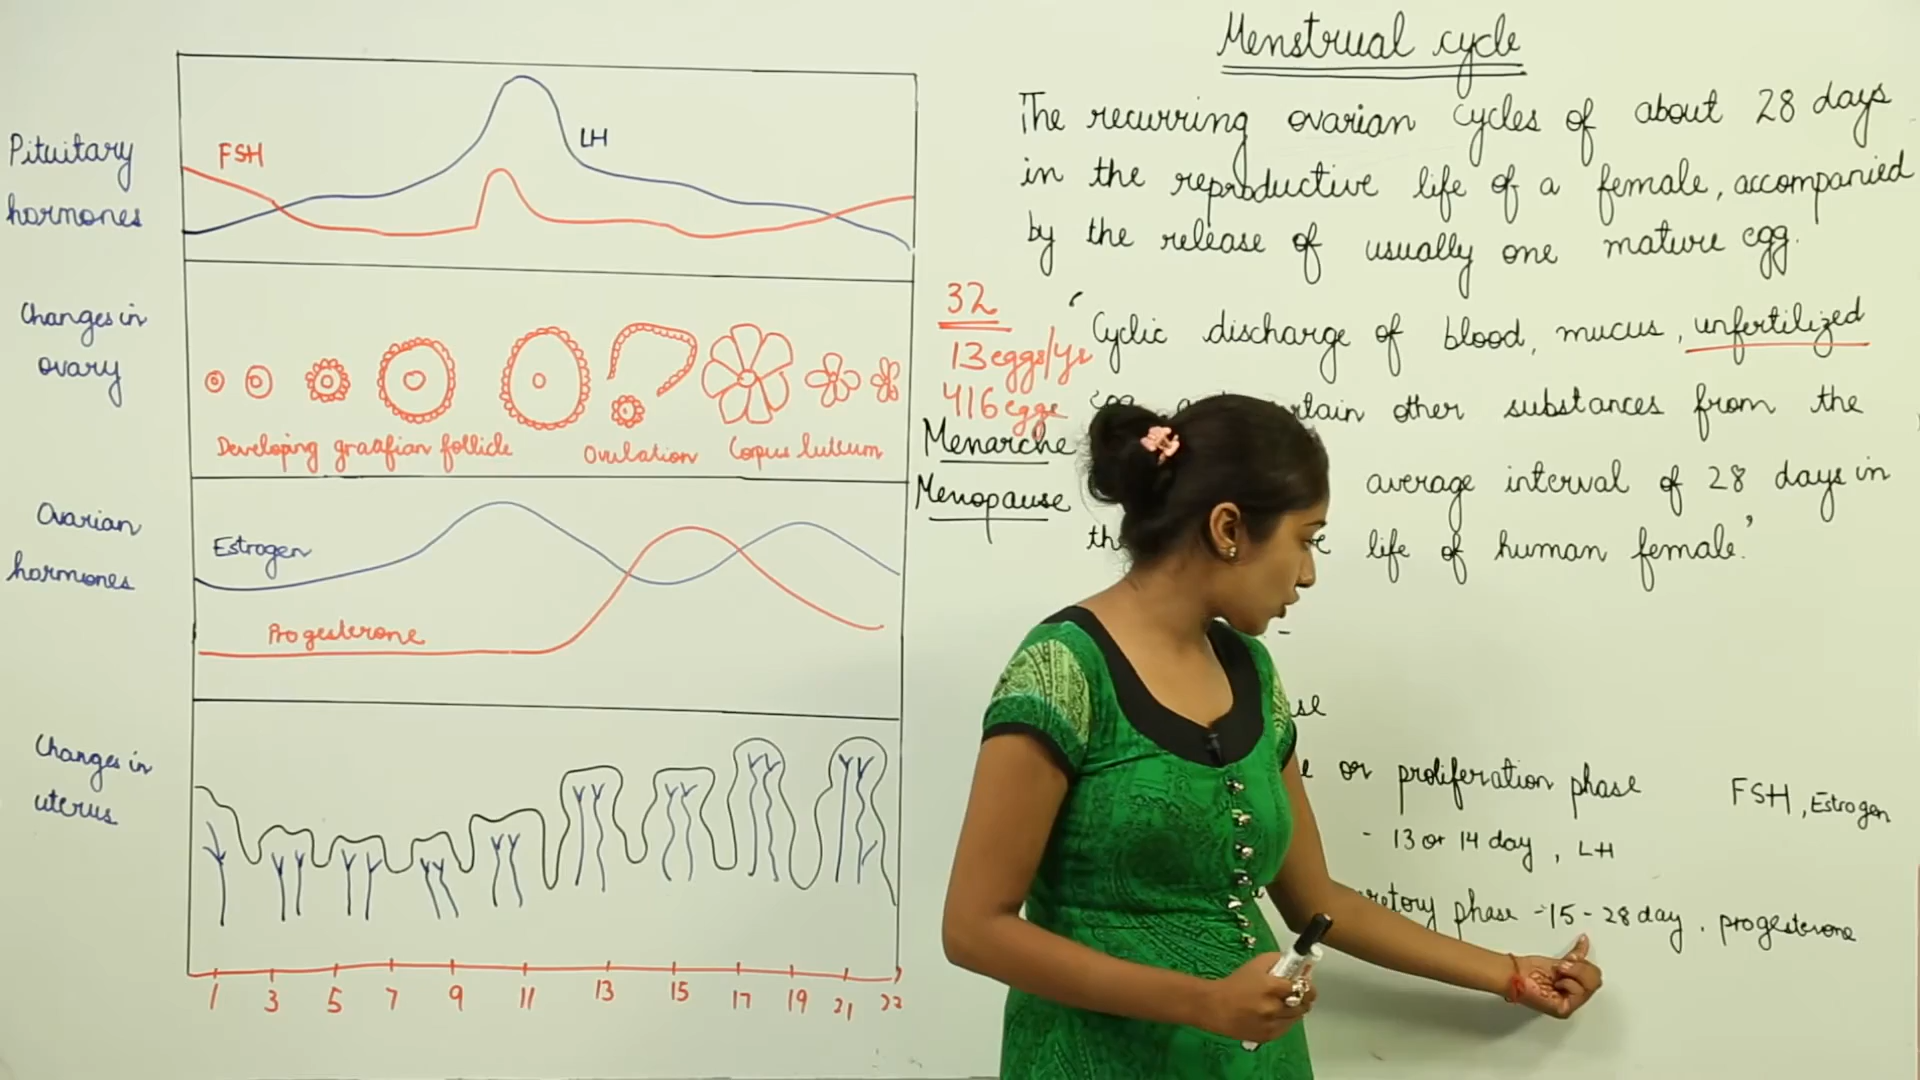 Menstrual cycle
The recurring ovarian cycles of about 28 days
in the reproductive life of a female, accompanied
by the release of usually one mature egg.
'Cyclic discharge of blood, mucus, unfertilized
other substances from the
average interval of 28 days in
life of human female.'
or proliferation phase
FSH, Estrogen
- 13 or 14 day, LH
phase - 15 - 28 day, progesterone
32
13 eggs/yr
416 eggs
Menarche
Menopause
Pituitary
hormones
FSH
LH
Changes in
ovary
Developing graafian follicle
Ovulation
Corpus luteum
Ovarian
hormones
Estrogen
Progesterone
Changes in
uterus
1 3 5 7 9 11 13 15 17 19 21